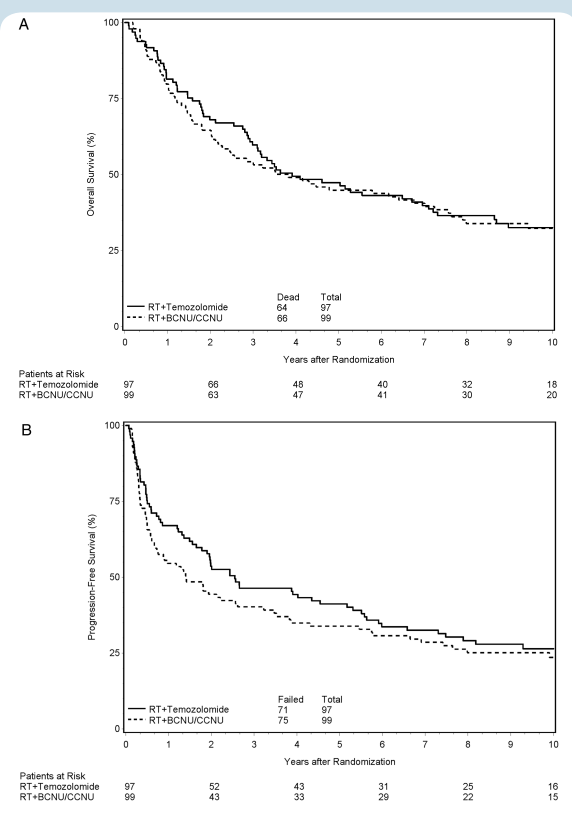 A
100
75
50
25
0
Overall Survival (%)
Dead Total
RT+Temozolomide 64 97
RT+BCNU/CCNU 66 99
0 1 2 3 4 5 6 7 8 9 10
Years after Randomization
Patients at Risk
RT+Temozolomide 97 66 48 40 32 18
RT+BCNU/CCNU 99 63 47 41 30 20
B
100
75
50
25
0
Progression-Free Survival (%)
Failed Total
RT+Temozolomide 71 97
RT+BCNU/CCNU 75 99
0 1 2 3 4 5 6 7 8 9 10
Years after Randomization
Patients at Risk
RT+Temozolomide 97 52 43 31 25 16
RT+BCNU/CCNU 99 43 33 29 22 15